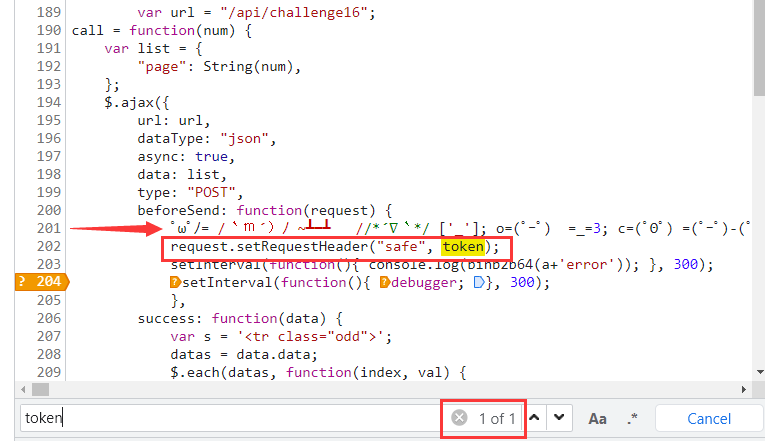 189 var url = "/api/challenge16";
190 call = function(num) {
191 var list = {
192 "page": String(num),
193 };
194 $.ajax({
195 url: url,
196 dataType: "json",
197 async: true,
198 data: list,
199 type: "POST",
200 beforeSend: function(request) {
201 ﾟωﾟ/= /｀ｍ´）/ ~┻━┻ //*´∇｀*/ ['_']; o=(ﾟｰﾟ) =_=3; c=(ﾟΘﾟ) =(ﾟｰﾟ)-(ﾟ
202 request.setRequestHeader("safe", token);
203 setInterval(function(){ console.log(binb2b64(a+'error')); }, 300);
? 204 setInterval(function(){ debugger; }, 300);
205 },
206 success: function(data) {
207 var s = '<tr class="odd">';
208 datas = data.data;
209 $.each(datas, function(index, val) {
token
1 of 1
Aa
.*
Cancel